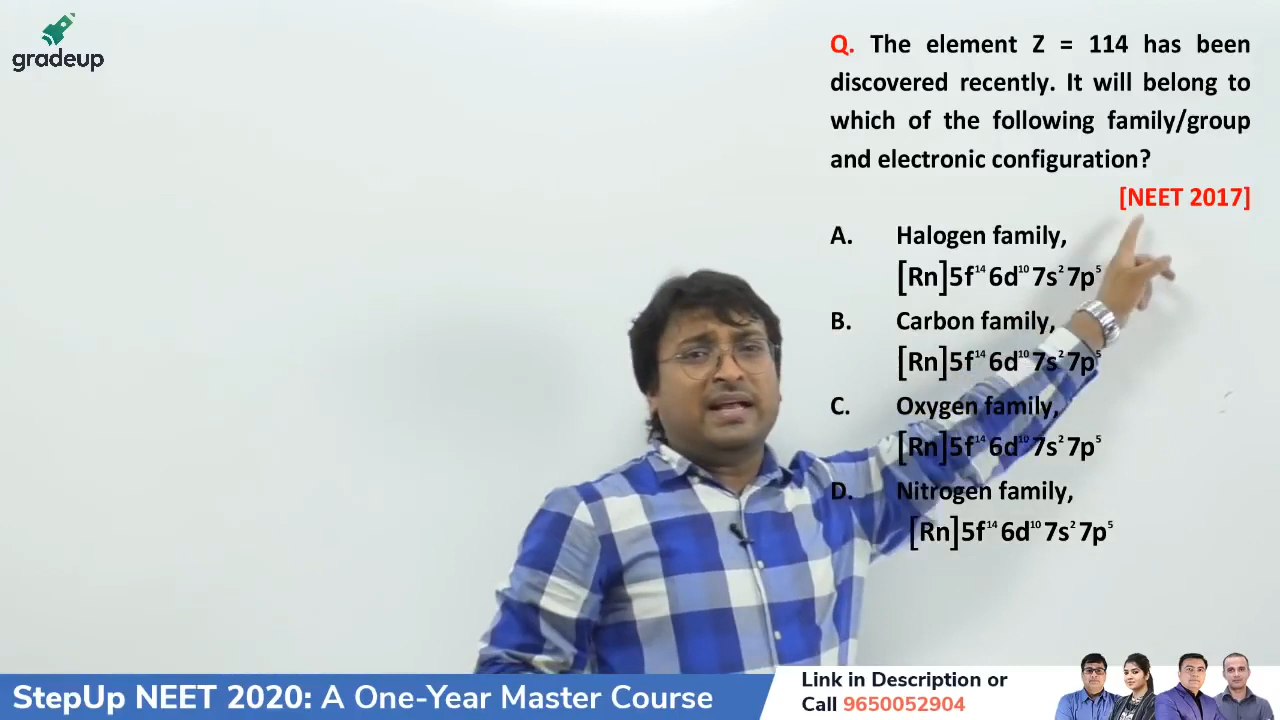 gradeup
Q. The element Z = 114 has been
discovered recently. It will belong to
which of the following family/group
and electronic configuration?
[NEET 2017]
A. Halogen family,
[Rn]5f¹⁴6d¹⁰7s²7p⁵
B. Carbon family,
[Rn]5f¹⁴6d¹⁰7s²7p⁵
C. Oxygen family,
[Rn]5f¹⁴6d¹⁰7s²7p⁵
D. Nitrogen family,
[Rn]5f¹⁴6d¹⁰7s²7p⁵
StepUp NEET 2020: A One-Year Master Course
Link in Description or
Call 9650052904